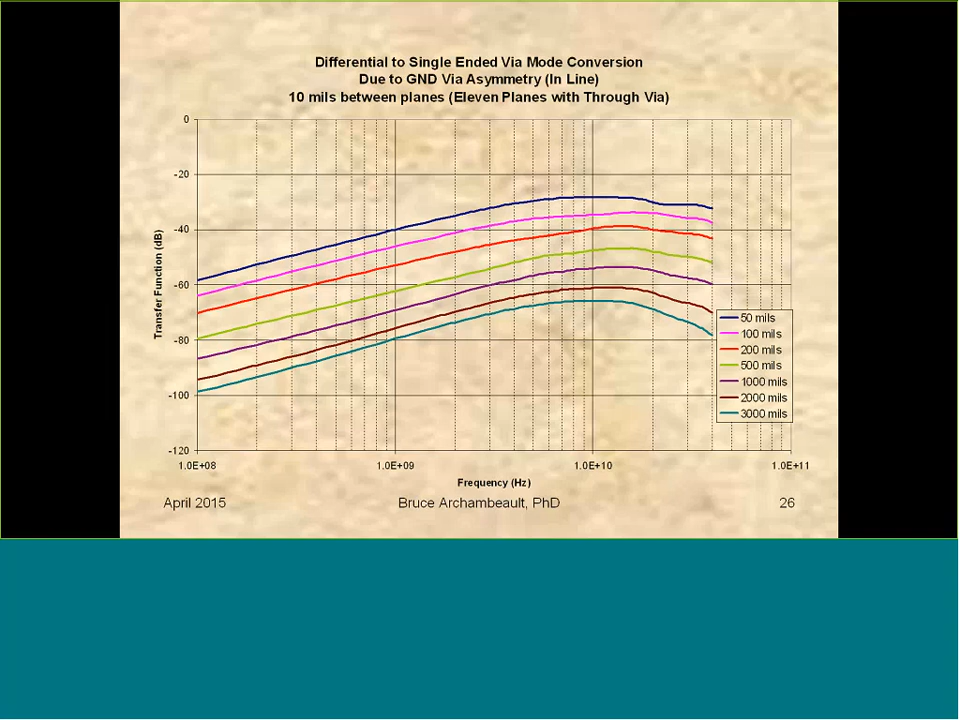 Differential to Single Ended Via Mode Conversion
Due to GND Via Asymmetry (In Line)
10 mils between planes (Eleven Planes with Through Via)
0
-20
-40
-60
-80
-100
-120
Transfer Function (dB)
1.0E+08 1.0E+09 1.0E+10 1.0E+11
Frequency (Hz)
50 mils
100 mils
200 mils
500 mils
1000 mils
2000 mils
3000 mils
April 2015 Bruce Archambeault, PhD 26